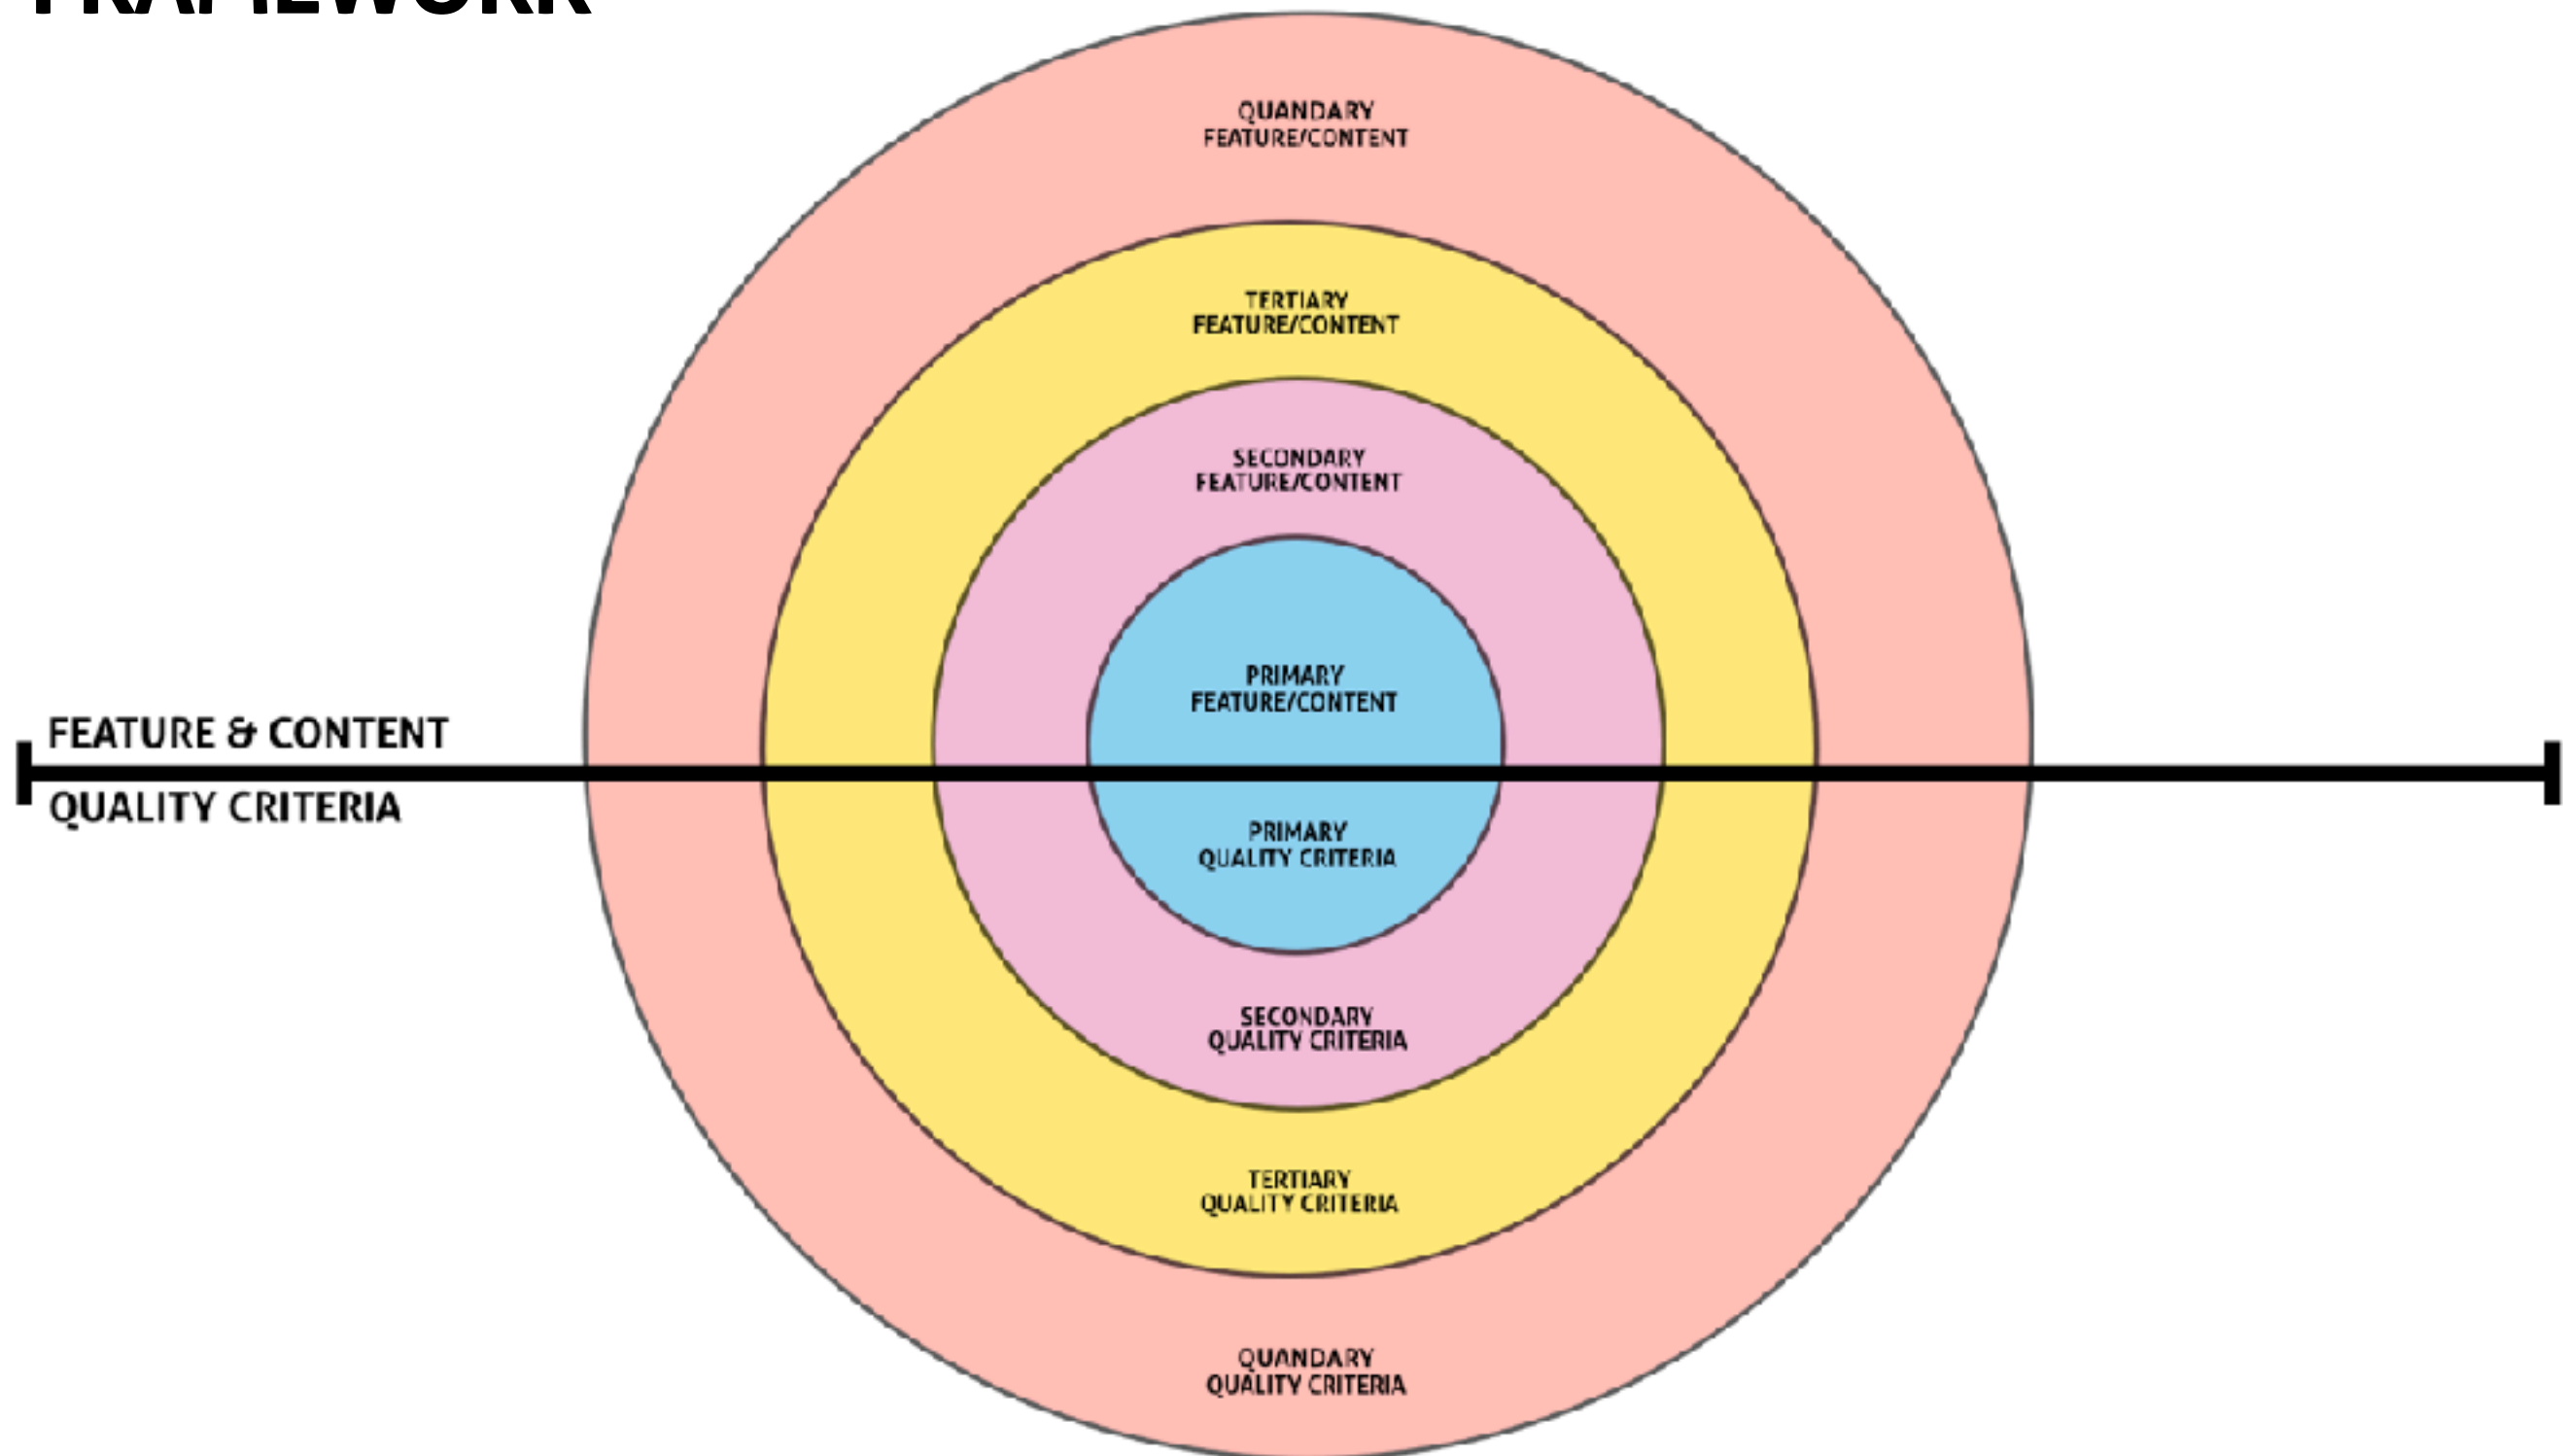 FRAMEWORK
QUANDARY
FEATURE/CONTENT
TERTIARY
FEATURE/CONTENT
SECONDARY
FEATURE/CONTENT
PRIMARY
FEATURE/CONTENT
FEATURE & CONTENT
QUALITY CRITERIA
PRIMARY
QUALITY CRITERIA
SECONDARY
QUALITY CRITERIA
TERTIARY
QUALITY CRITERIA
QUANDARY
QUALITY CRITERIA